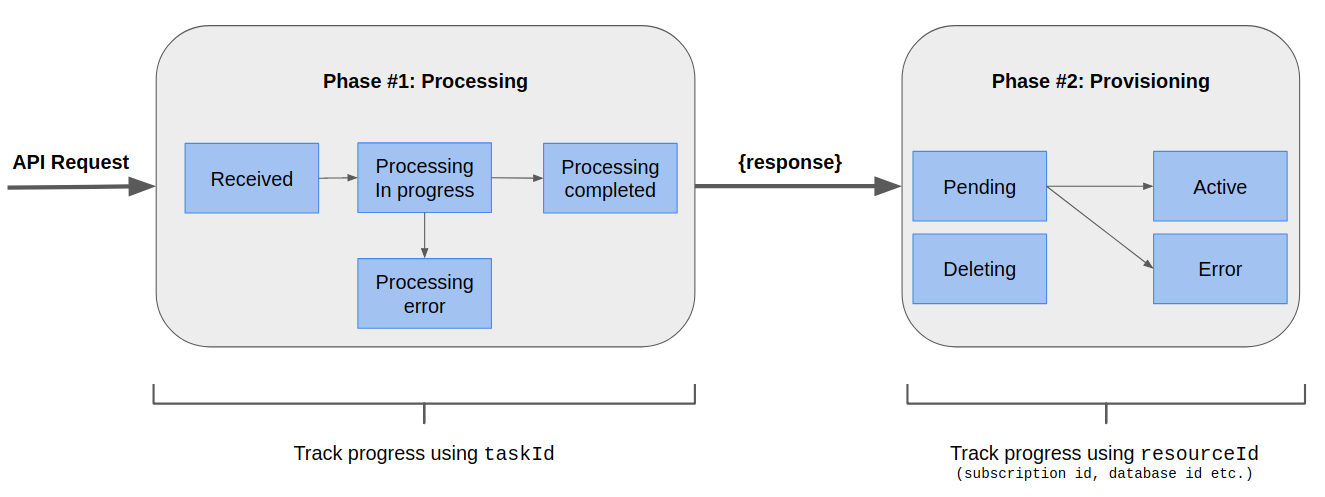 API Request
Phase #1: Processing
Received
Processing
In progress
Processing
completed
Processing
error
{response}
Phase #2: Provisioning
Pending
Active
Deleting
Error
Track progress using taskId
Track progress using resourceId
(subscription id, database id etc.)